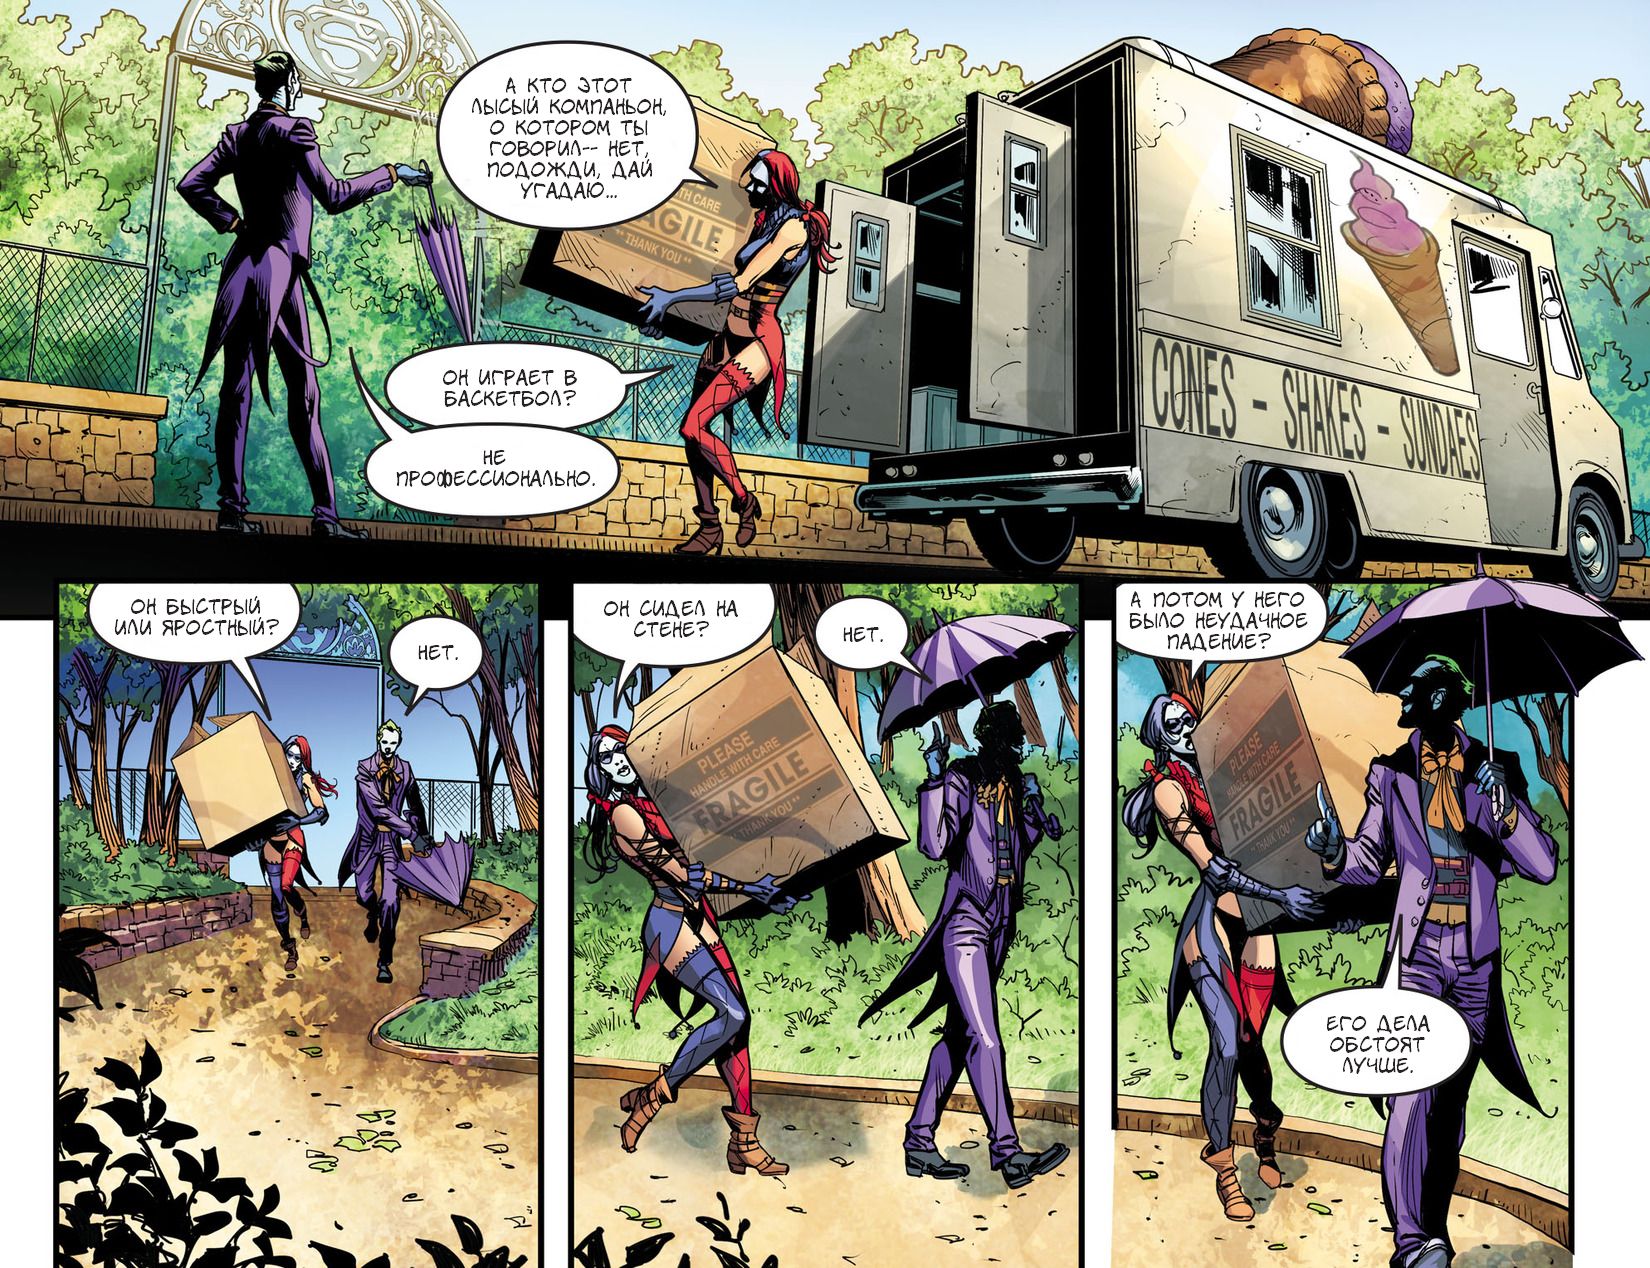 А КТО ЭТОТ
ЛЫСЫЙ КОМПАНЬОН,
О КОТОРОМ ТЫ
ГОВОРИЛ-- НЕТ,
ПОДОЖДИ, ДАЙ
УГАДАЮ...
WITH CARE
FRAGILE
"THANK YOU"
ОН ИГРАЕТ В
БАСКЕТБОЛ?
НЕ
ПРОФЕССИОНАЛЬНО.
CONES - SHAKES - SUNDAES
ОН БЫСТРЫЙ
ИЛИ ЯРОСТНЫЙ?
НЕТ.
ОН СИДЕЛ НА
СТЕНЕ?
НЕТ.
PLEASE
HANDLE WITH CARE
FRAGILE
"THANK YOU"
А ПОТОМ У НЕГО
БЫЛО НЕУДАЧНОЕ
ПАДЕНИЕ?
PLEASE
HANDLE WITH CARE
FRAGILE
"THANK YOU"
ЕГО ДЕЛА
ОБСТОЯТ
ЛУЧШЕ.